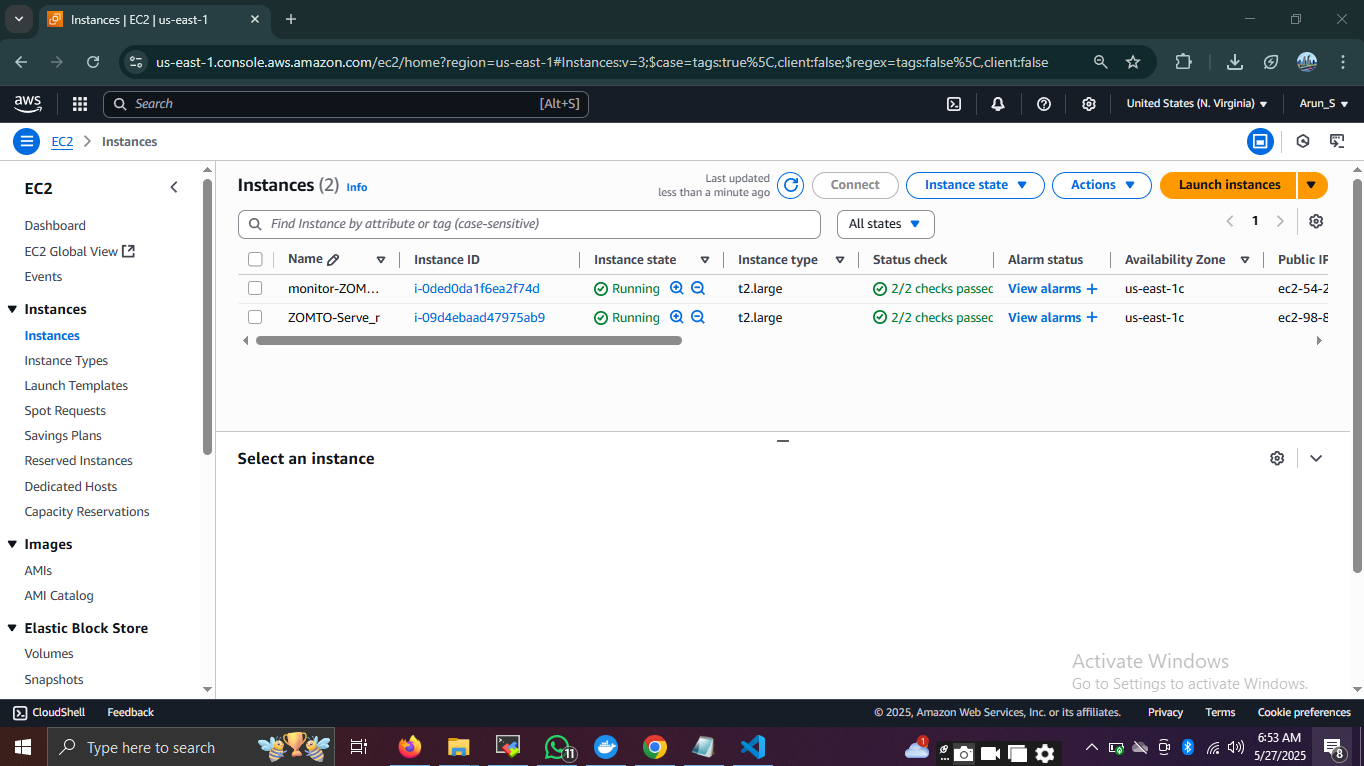 Instances | EC2 | us-east-1
us-east-1.console.aws.amazon.com/ec2/home?region=us-east-1#Instances:v=3;$case=tags:true%5C,client:false;$regex=tags:false%5C,client:false
aws
Search
[Alt+S]
United States (N. Virginia)
Arun_S
EC2
Instances
EC2
Dashboard
EC2 Global View
Events
Instances
Instances
Instance Types
Launch Templates
Spot Requests
Savings Plans
Reserved Instances
Dedicated Hosts
Capacity Reservations
Images
AMIs
AMI Catalog
Elastic Block Store
Volumes
Snapshots
Instances (2) Info
Last updated
less than a minute ago
Connect
Instance state
Actions
Launch instances
Find Instance by attribute or tag (case-sensitive)
All states
1
Name Instance ID Instance state Instance type Status check Alarm status Availability Zone Public IP
monitor-ZOM... i-0ded0da1f6ea2f74d Running t2.large 2/2 checks passed View alarms + us-east-1c ec2-54-2
ZOMTO-Serve_r i-09d4ebaad47975ab9 Running t2.large 2/2 checks passed View alarms + us-east-1c ec2-98-8
Select an instance
Activate Windows
Go to Settings to activate Windows.
CloudShell
Feedback
© 2025, Amazon Web Services, Inc. or its affiliates.
Privacy
Terms
Cookie preferences
Type here to search
11
1
6:53 AM
5/27/2025
8